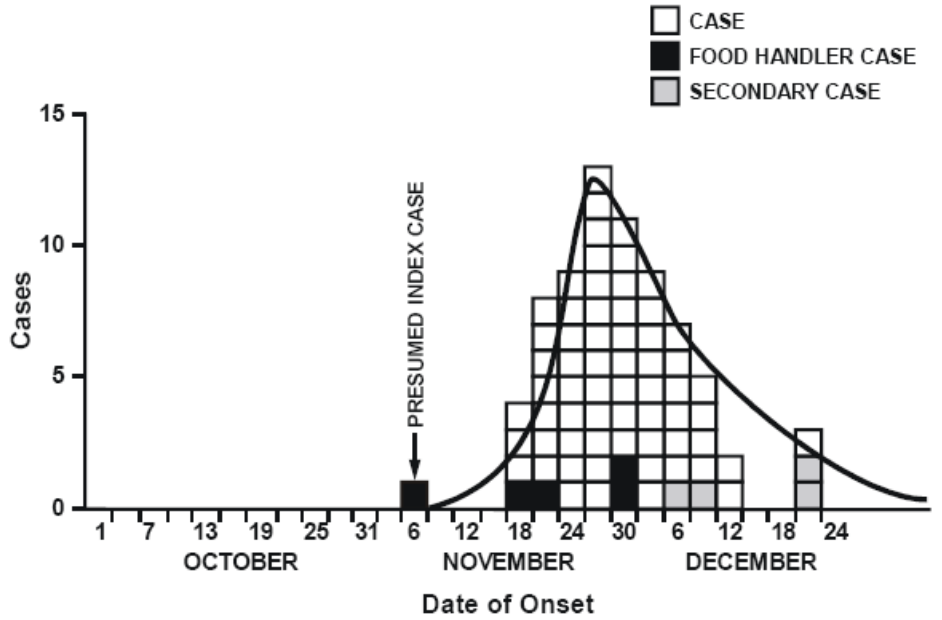 CASE
FOOD HANDLER CASE
SECONDARY CASE
15
10
5
0
Cases
PRESUMED INDEX CASE
1 7 13 19 25 31 6 12 18 24 30 6 12 18 24
OCTOBER NOVEMBER DECEMBER
Date of Onset